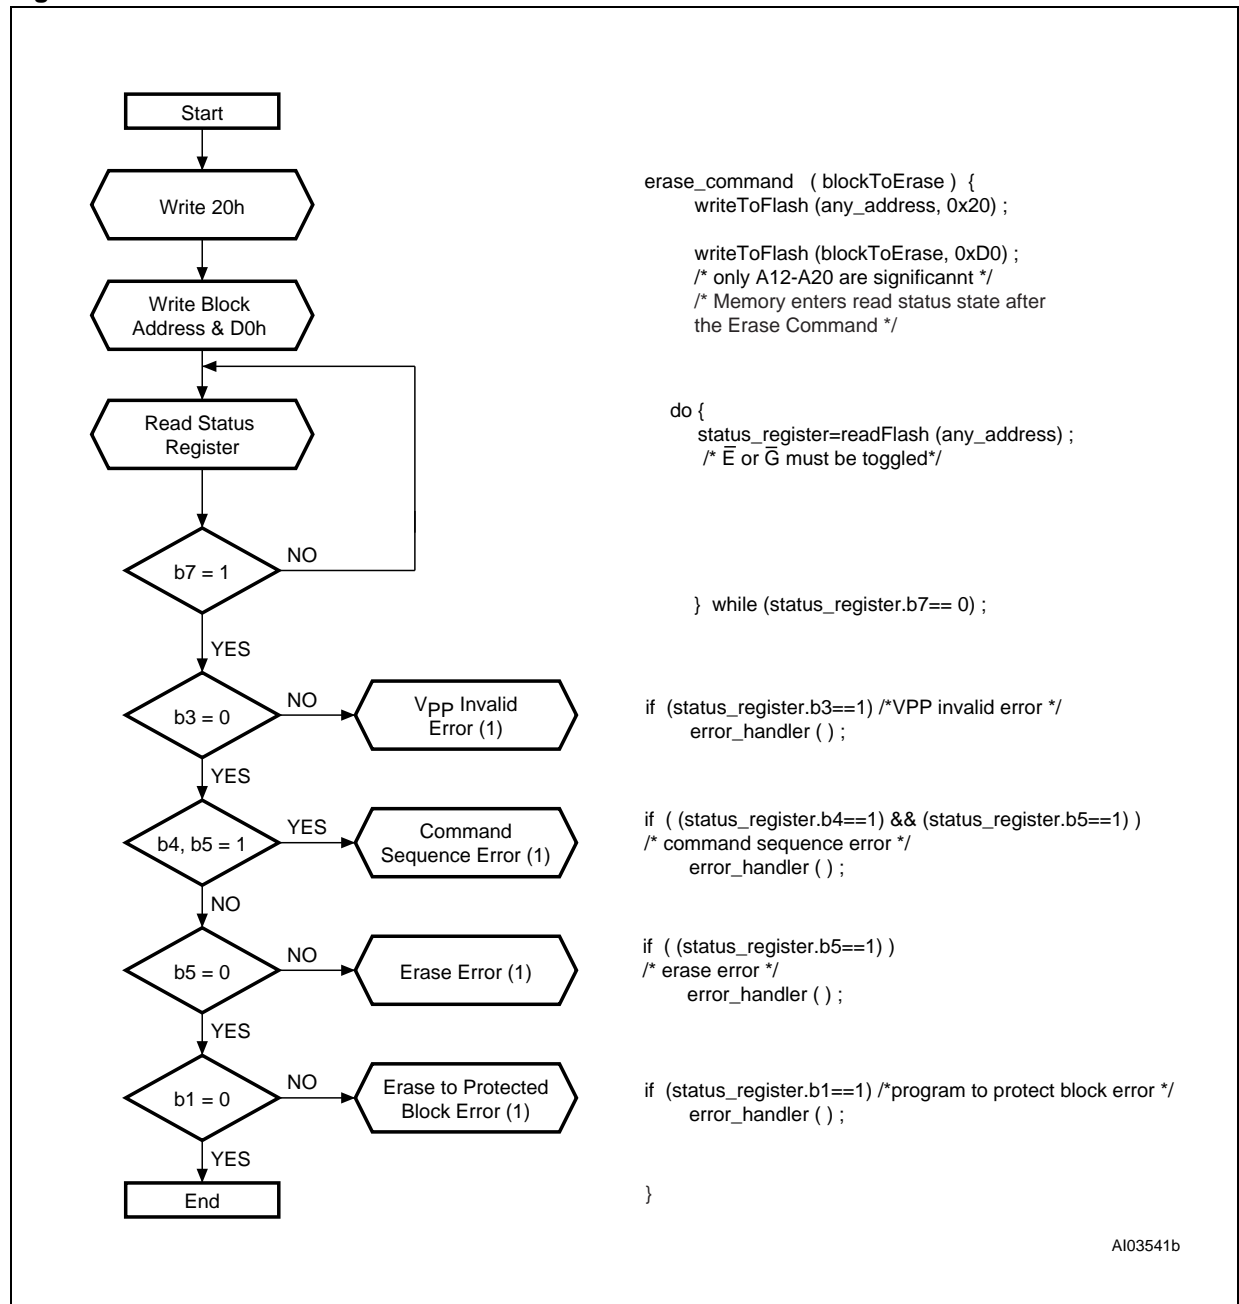 Start
Write 20h
Write Block
Address & D0h
Read Status
Register
b7 = 1
NO
YES
b3 = 0
NO
VPP Invalid
Error (1)
YES
b4, b5 = 1
YES
Command
Sequence Error (1)
NO
b5 = 0
NO
Erase Error (1)
YES
b1 = 0
NO
Erase to Protected
Block Error (1)
YES
End
erase_command ( blockToErase ) {
writeToFlash (any_address, 0x20) ;
writeToFlash (blockToErase, 0xD0) ;
/* only A12-A20 are significannt */
/* Memory enters read status state after
the Erase Command */
do {
status_register=readFlash (any_address) ;
/* E̅ or G̅ must be toggled*/
} while (status_register.b7== 0) ;
if (status_register.b3==1) /*VPP invalid error */
error_handler ( ) ;
if ( (status_register.b4==1) && (status_register.b5==1) )
/* command sequence error */
error_handler ( ) ;
if ( (status_register.b5==1) )
/* erase error */
error_handler ( ) ;
if (status_register.b1==1) /*program to protect block error */
error_handler ( ) ;
}
AI03541b